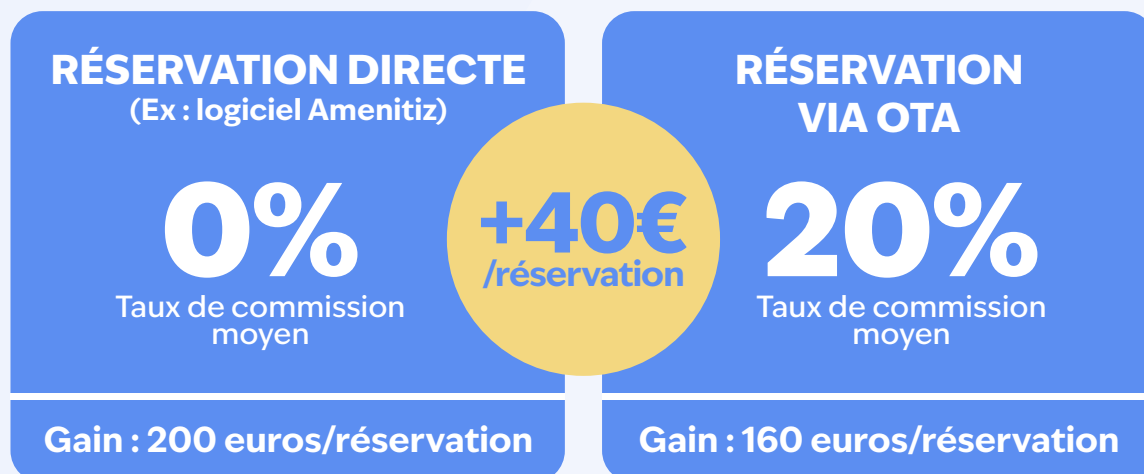 RÉSERVATION DIRECTE
(Ex : logiciel Amenitiz)
0%
Taux de commission
moyen
Gain : 200 euros/réservation
+40€
/réservation
RÉSERVATION
VIA OTA
20%
Taux de commission
moyen
Gain : 160 euros/réservation